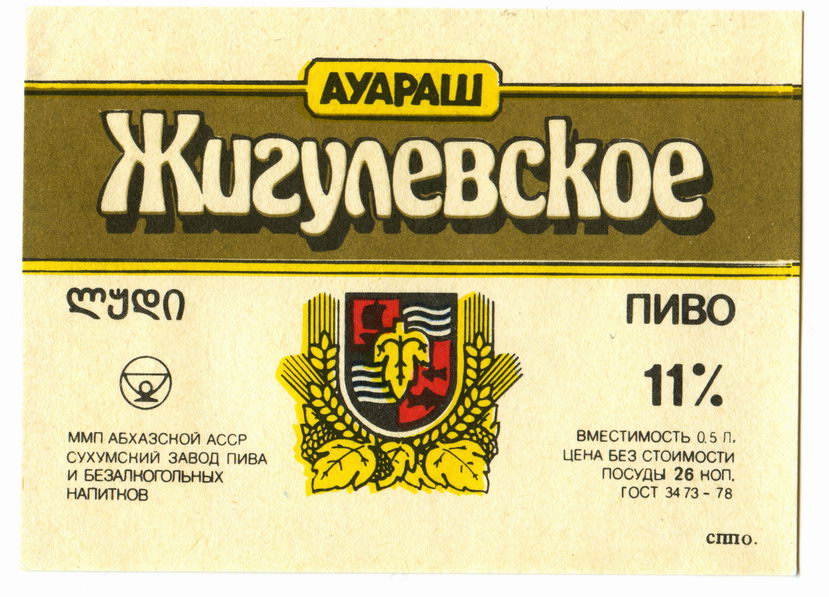 АУАРАШ
Жигулевское
ლუდი
ММП АБХАЗСКОЙ АССР
СУХУМСКИЙ ЗАВОД ПИВА
И БЕЗАЛКОГОЛЬНЫХ
НАПИТКОВ
ПИВО
11%
ВМЕСТИМОСТЬ 0.5 Л.
ЦЕНА БЕЗ СТОИМОСТИ
ПОСУДЫ 26 КОП.
ГОСТ 3473-78
сппо.